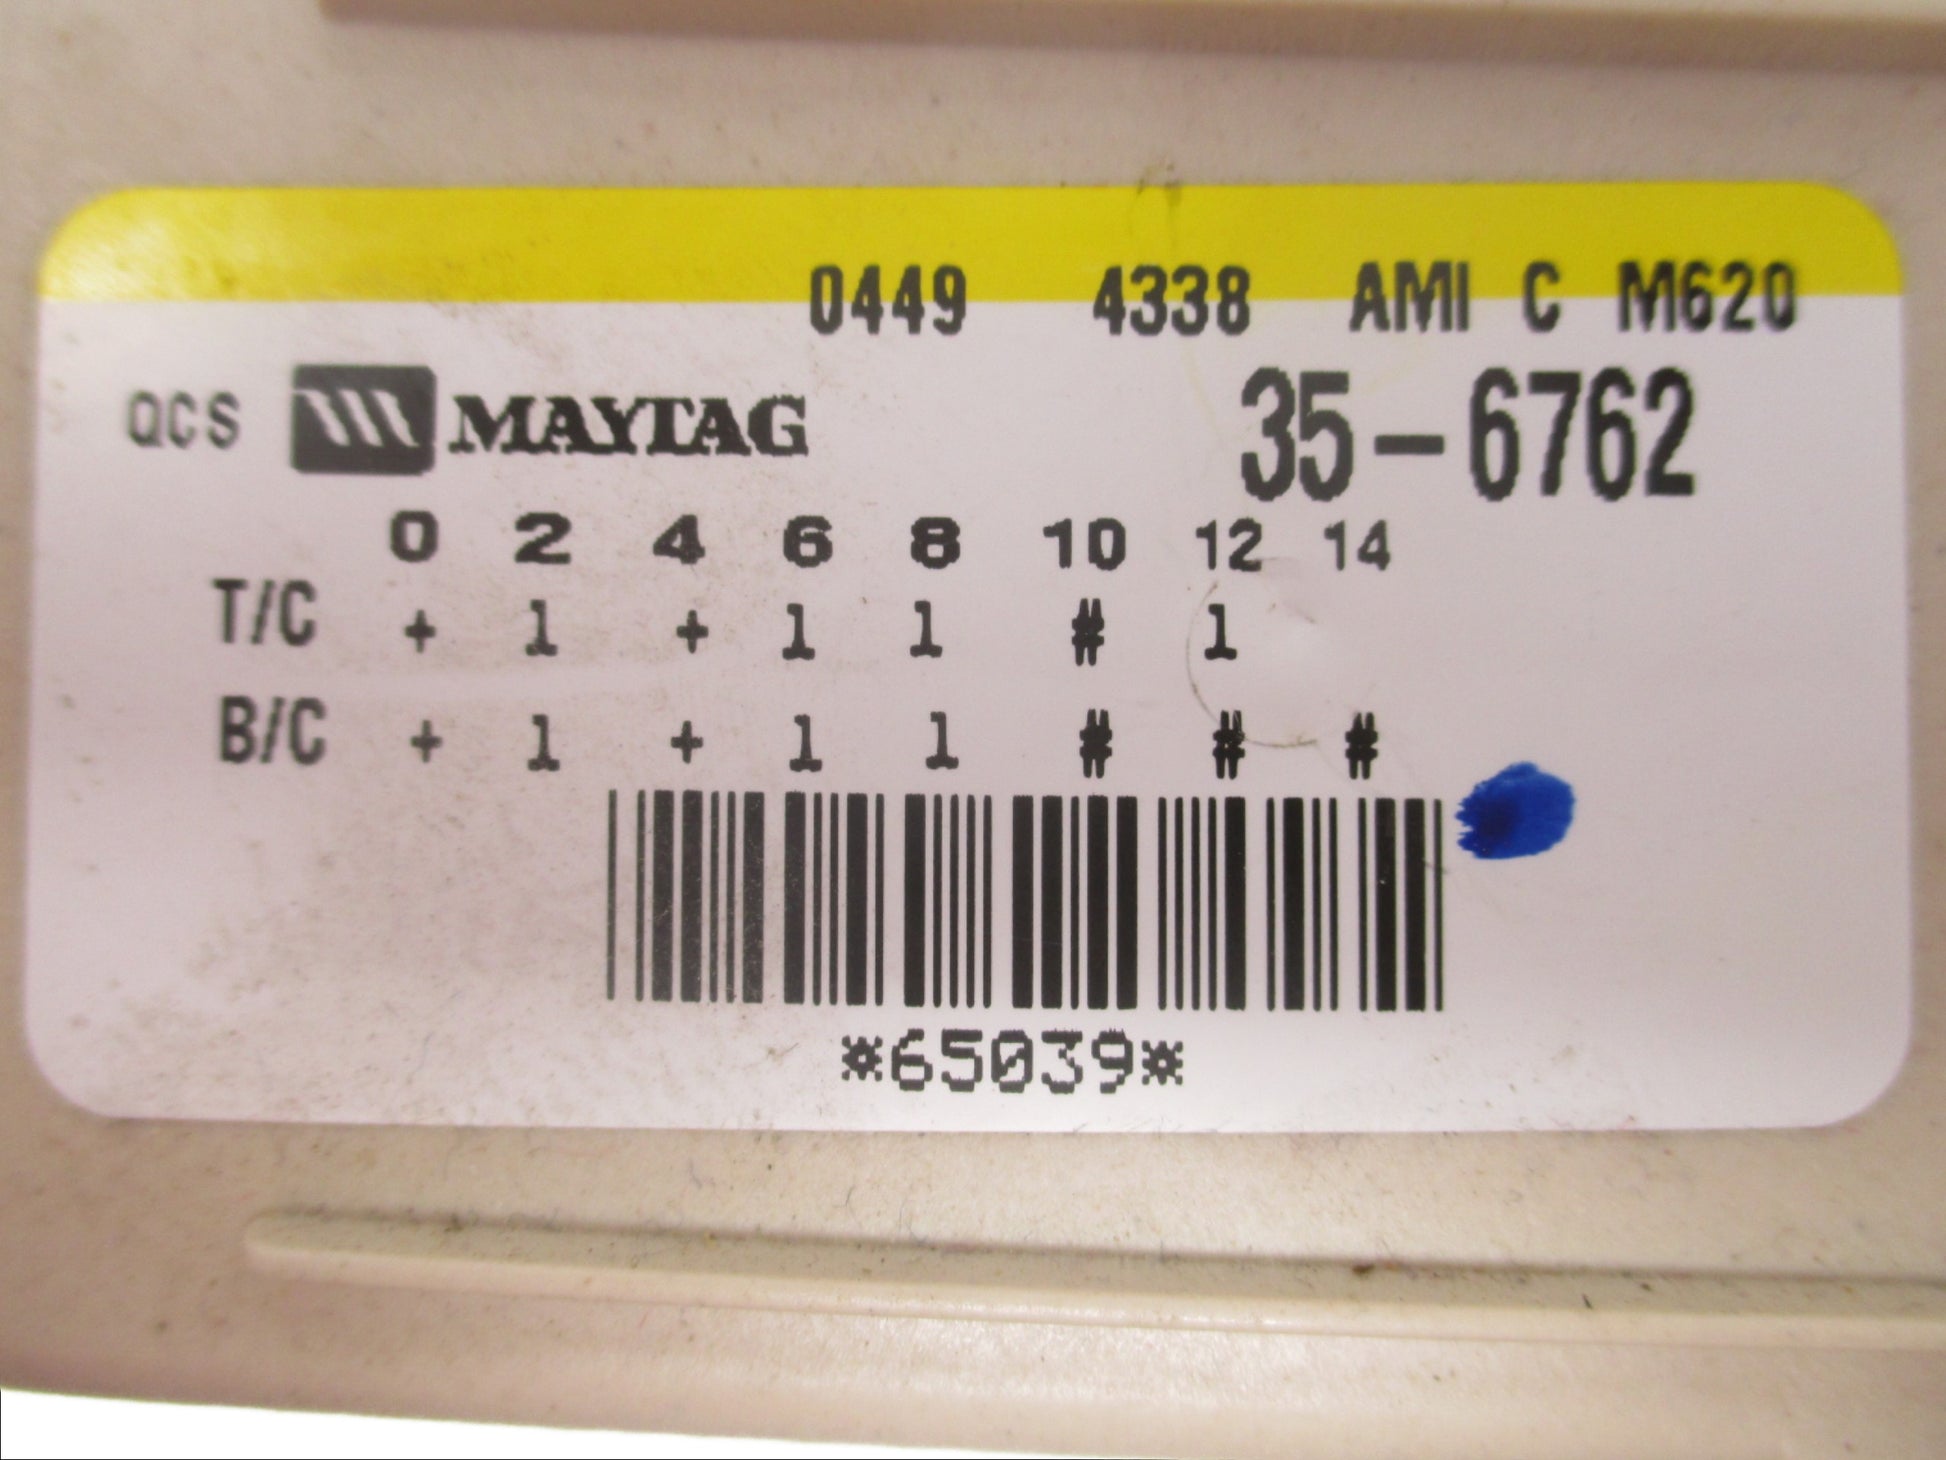 0449 4338 AMI C M620
QCS MAYTAG 35-6762
0 2 4 6 8 10 12 14
T/C + 1 + 1 1 # 1
B/C + 1 + 1 1 # # #
*65039*